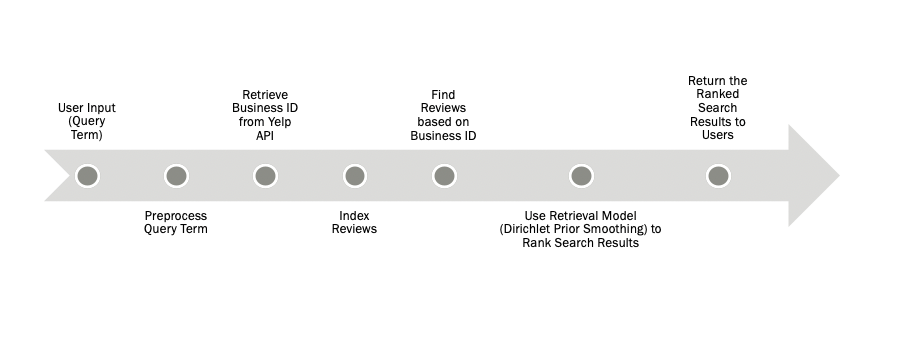 User Input
(Query
Term)
Preprocess
Query Term
Retrieve
Business ID
from Yelp
API
Index
Reviews
Find
Reviews
based on
Business ID
Use Retrieval Model
(Dirichlet Prior Smoothing) to
Rank Search Results
Return the
Ranked
Search
Results to
Users